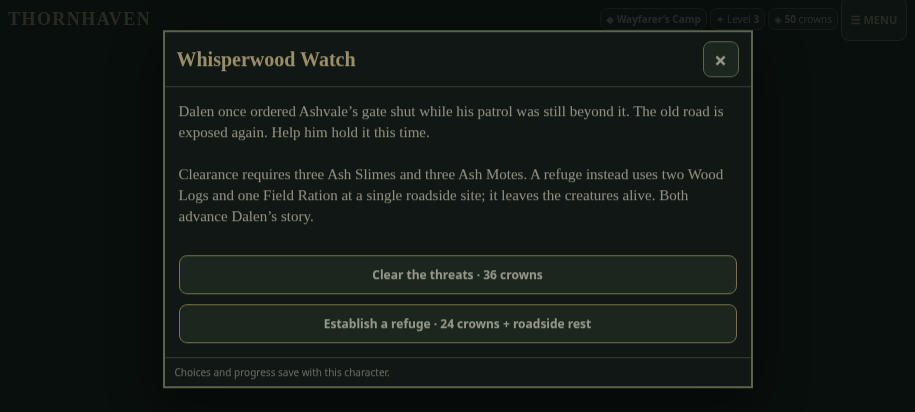 THORNHAVEN
◆ Wayfarer's Camp
✦ Level 3
◈ 50 crowns
☰ MENU
Whisperwood Watch
×
Dalen once ordered Ashvale’s gate shut while his patrol was still beyond it. The old road is
exposed again. Help him hold it this time.
Clearance requires three Ash Slimes and three Ash Motes. A refuge instead uses two Wood
Logs and one Field Ration at a single roadside site; it leaves the creatures alive. Both
advance Dalen’s story.
Clear the threats · 36 crowns
Establish a refuge · 24 crowns + roadside rest
Choices and progress save with this character.